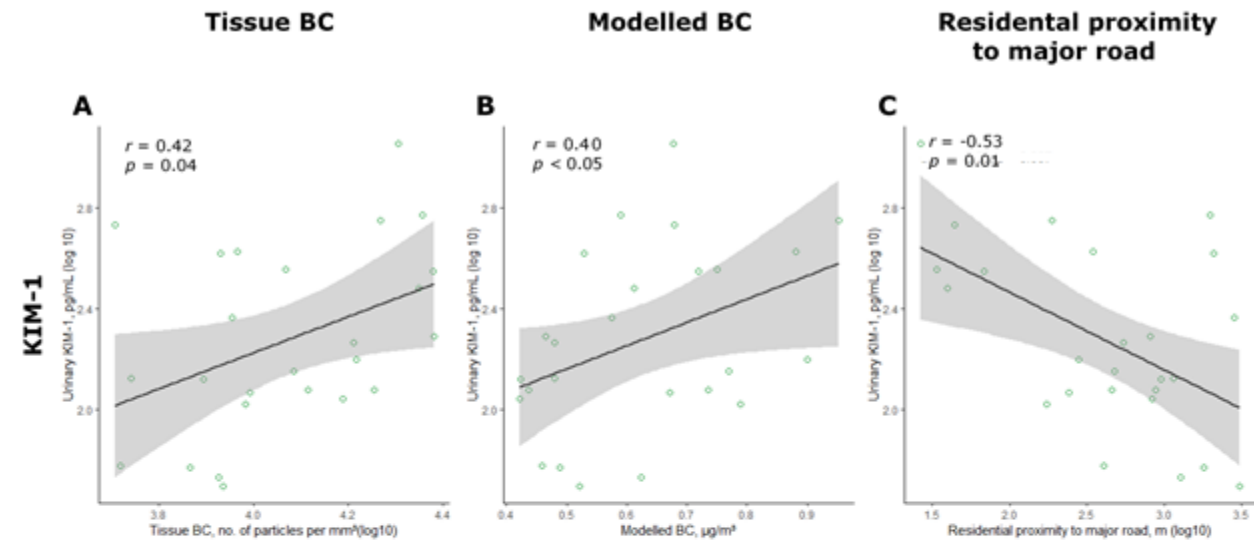 Tissue BC
Modelled BC
Residental proximity
to major road
KIM-1
A
r = 0.42
p = 0.04
Urinary KIM-1, pg/mL (log 10)
2.8
2.4
2.0
3.8
4.0
4.2
4.4
Tissue BC, no. of particles per mm³(log10)
B
r = 0.40
p < 0.05
Urinary KIM-1, pg/mL (log 10)
2.8
2.4
2.0
0.4
0.5
0.6
0.7
0.8
0.9
Modelled BC, µg/m³
C
r = -0.53
p = 0.01
Urinary KIM-1, pg/mL (log 10)
2.8
2.4
2.0
1.5
2.0
2.5
3.0
3.5
Residential proximity to major road, m (log10)